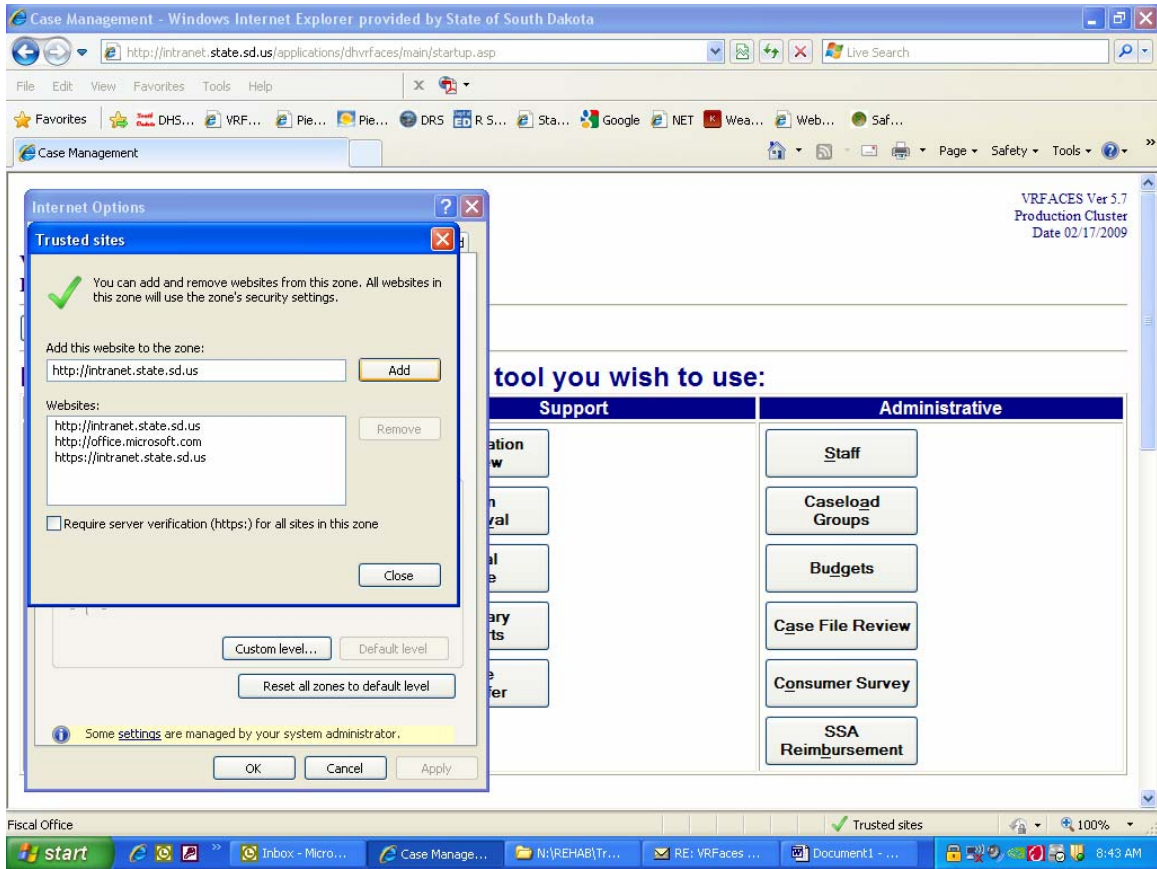 Case Management - Windows Internet Explorer provided by State of South Dakota
http://intranet.state.sd.us/applications/dhvrfaces/main/startup.asp
Live Search
File Edit View Favorites Tools Help
x
Favorites DHS... VRF... Pie... Pie... DRS R S... Sta... Google NET Wea... Web... Saf...
Case Management
Page Safety Tools
VRFACES Ver 5.7
Production Cluster
Date 02/17/2009
Internet Options
Trusted sites
You can add and remove websites from this zone. All websites in
this zone will use the zone's security settings.
Add this website to the zone:
http://intranet.state.sd.us
Add
Websites:
http://intranet.state.sd.us
http://office.microsoft.com
https://intranet.state.sd.us
Remove
Require server verification (https:) for all sites in this zone
Close
Custom level...
Default level
Reset all zones to default level
Some settings are managed by your system administrator.
OK
Cancel
Apply
tool you wish to use:
Support
Administrative
Staff
Caseload
Groups
Budgets
Case File Review
Consumer Survey
SSA
Reimbursement
Fiscal Office
Trusted sites
100%
start
Inbox - Micro...
Case Manage...
N:\REHAB\Tr...
RE: VRFaces ...
Document1 - ...
8:43 AM